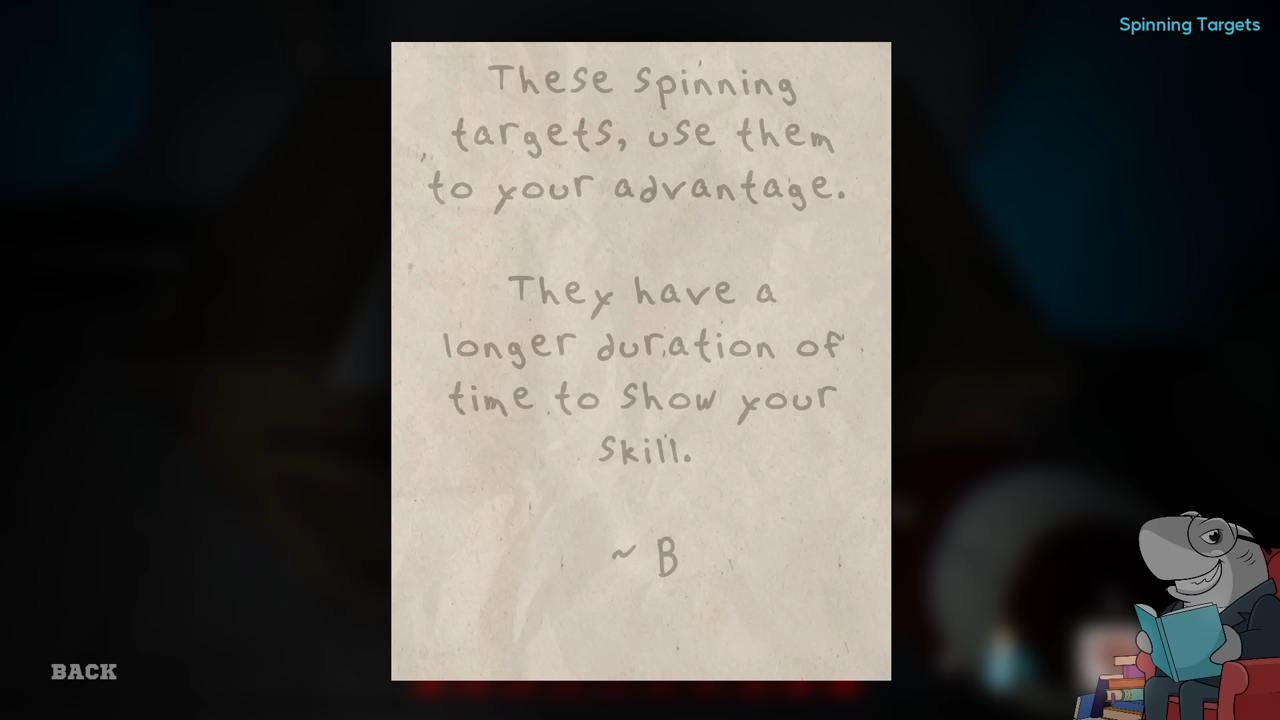 Spinning Targets
These spinning
targets, use them
to your advantage.
They have a
longer duration of
time to show your
skill.
~ B
BACK